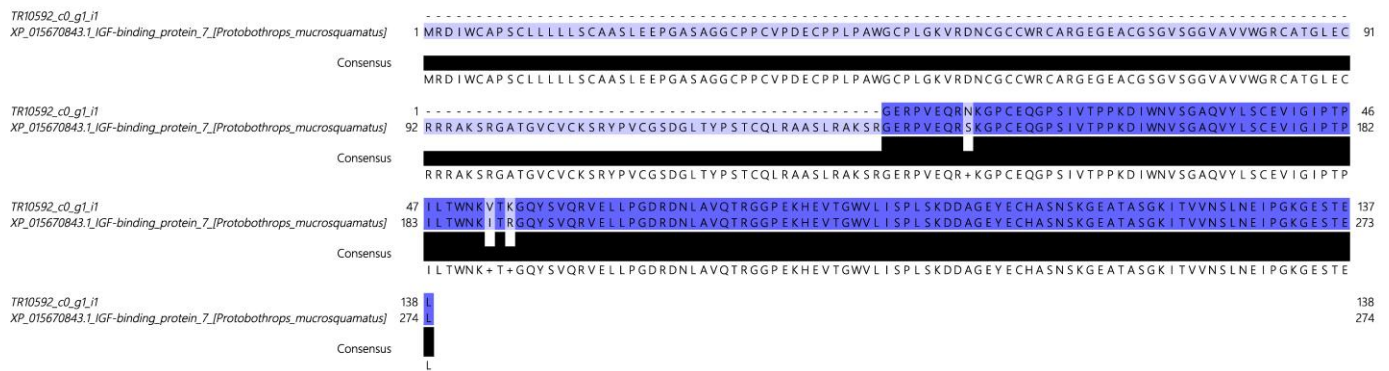 TR10592_c0_g1_i1 - - - - - - - - - - - - - - - - - - - - - - - - - - - - - - - - - - - - - - - - - - - - - - - - - - - - - - - - - - - - - - - - - - - - - - - - - - - - - - - - - - - - - - - - - - -
XP_015670843.1_IGF-binding_protein_7_[Protobothrops_mucrosquamatus] 1 MRDIWCAPSCLLLLLSCAASLEEPGASAGGCPPCVPDECPPLPAWGCPLGKVRDNCGCCWRCARGEGEACGSGVSGGVAVVWGRCATGLEC 91
Consensus
MRDIWCAPSCLLLLLSCAASLEEPGASAGGCPPCVPDECPPLPAWGCPLGKVRDNCGCCWRCARGEGEACGSGVSGGVAVVWGRCATGLEC
TR10592_c0_g1_i1 1 - - - - - - - - - - - - - - - - - - - - - - - - - - - - - - - - - - - - - - - - - - - - - GERPVEQRNKGPCEQGPSIVTPPKDIWNVSGAQVYLSCEVIGIPTP 46
XP_015670843.1_IGF-binding_protein_7_[Protobothrops_mucrosquamatus] 92 RRRAKSRGATGVCVCKSRYPVCGSDGLTYPSTCQLRAASLRAKSRGERPVEQRSKGPCEQGPSIVTPPKDIWNVSGAQVYLSCEVIGIPTP 182
Consensus
RRRAKSRGATGVCVCKSRYPVCGSDGLTYPSTCQLRAASLRAKSRGERPVEQR+KGPCEQGPSIVTPPKDIWNVSGAQVYLSCEVIGIPTP
TR10592_c0_g1_i1 47 ILTWNKVTKGQYSVQRVELLPGDRDNLAVQTRGGPEKHEVTGWVLISPLSKDDAGEYECHASNSKGEATASGKITVVNSLNEIPGKGESTE 137
XP_015670843.1_IGF-binding_protein_7_[Protobothrops_mucrosquamatus] 183 ILTWNKITRGQYSVQRVELLPGDRDNLAVQTRGGPEKHEVTGWVLISPLSKDDAGEYECHASNSKGEATASGKITVVNSLNEIPGKGESTE 273
Consensus
ILTWNK+T+GQYSVQRVELLPGDRDNLAVQTRGGPEKHEVTGWVLISPLSKDDAGEYECHASNSKGEATASGKITVVNSLNEIPGKGESTE
TR10592_c0_g1_i1 138 L 138
XP_015670843.1_IGF-binding_protein_7_[Protobothrops_mucrosquamatus] 274 L 274
Consensus
L